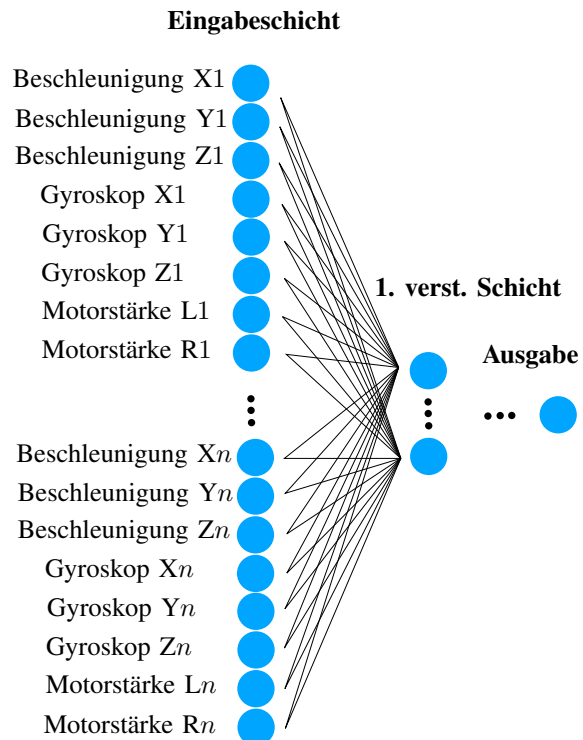 Eingabeschicht
Beschleunigung X1
Beschleunigung Y1
Beschleunigung Z1
Gyroskop X1
Gyroskop Y1
Gyroskop Z1
Motorstärke L1
Motorstärke R1
1. verst. Schicht
Ausgabe
Beschleunigung Xn
Beschleunigung Yn
Beschleunigung Zn
Gyroskop Xn
Gyroskop Yn
Gyroskop Zn
Motorstärke Ln
Motorstärke Rn